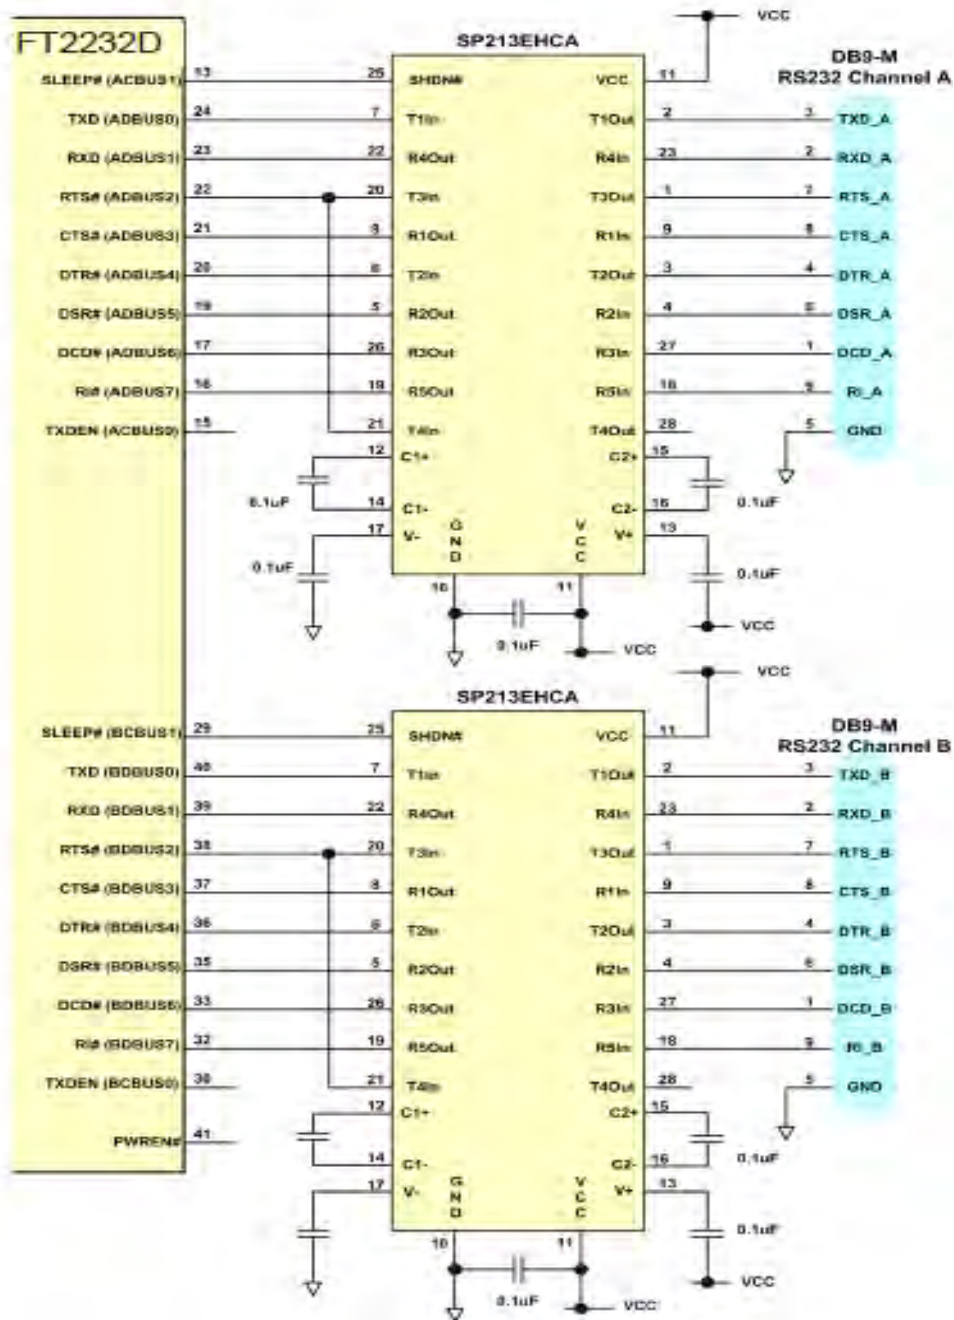 VCC
FT2232D
SP213EHCA
DB9-M
RS232 Channel A
SLEEP# (ACBUS1) 13 25 SHDN# VCC 11
TXD (ADBUS0) 24 7 T1In T1Out 2 3 TXD_A
RXD (ADBUS1) 23 22 R4Out R4In 23 2 RXD_A
RTS# (ADBUS2) 22 20 T3In T3Out 1 7 RTS_A
CTS# (ADBUS3) 21 R1Out R1In 9 8 CTS_A
DTR# (ADBUS4) 20 6 T2In T2Out 3 4 DTR_A
DSR# (ADBUS5) 19 5 R2Out R2In 4 6 DSR_A
DCD# (ADBUS6) 17 26 R3Out R3In 27 1 DCD_A
RI# (ADBUS7) 16 19 R5Out R5In 18 9 RI_A
TXDEN (ACBUS0) 15 21 T4In T4Out 28 5 GND
12 C1+ C2+ 15
0.1uF 14 C1- C2- 16 0.1uF
17 V- GND VCC V+ 13
0.1uF 0.1uF
10 11
0.1uF VCC VCC
VCC
SP213EHCA
DB9-M
RS232 Channel B
SLEEP# (BCBUS1) 29 25 SHDN# VCC 11
TXD (BDBUS0) 40 7 T1In T1Out 2 3 TXD_B
RXD (BDBUS1) 39 22 R4Out R4In 23 2 RXD_B
RTS# (BDBUS2) 38 20 T3In T3Out 1 7 RTS_B
CTS# (BDBUS3) 37 8 R1Out R1In 9 8 CTS_B
DTR# (BDBUS4) 36 6 T2In T2Out 3 4 DTR_B
DSR# (BDBUS5) 35 5 R2Out R2In 4 6 DSR_B
DCD# (BDBUS6) 33 26 R3Out R3In 27 1 DCD_B
RI# (BDBUS7) 32 19 R5Out R5In 18 9 RI_B
TXDEN (BCBUS0) 30 21 T4In T4Out 28 5 GND
12 C1+ C2+ 15
PWREN# 41
14 C1- C2- 16 0.1uF
17 V- GND VCC V+ 13
0.1uF
10 11
0.1uF VCC VCC